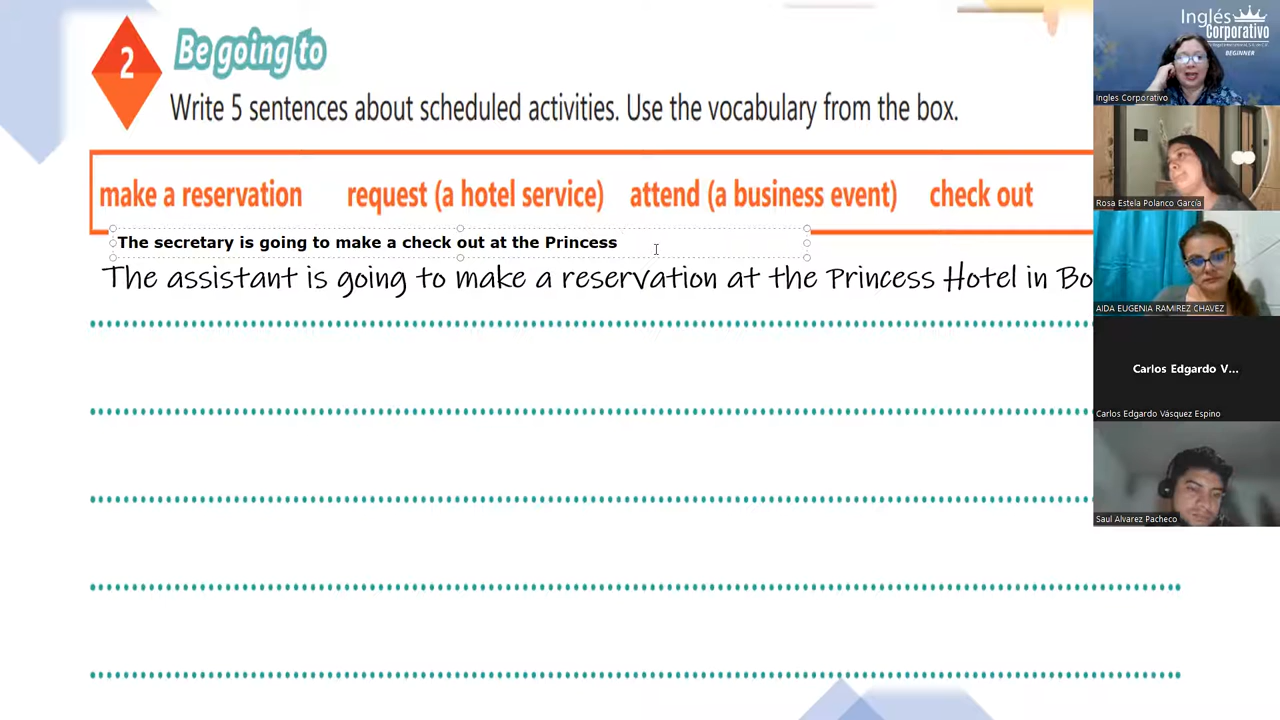 2
Be going to
Write 5 sentences about scheduled activities. Use the vocabulary from the box.
make a reservation request (a hotel service) attend (a business event) check out
The secretary is going to make a check out at the Princess
The assistant is going to make a reservation at the Princess Hotel in Bo
Inglés
Corporativo
BEGINNER
Ingles Corporativo
Rosa Estela Polanco García
AIDA EUGENIA RAMIREZ CHAVEZ
Carlos Edgardo V...
Carlos Edgardo Vásquez Espino
Saul Alvarez Pacheco